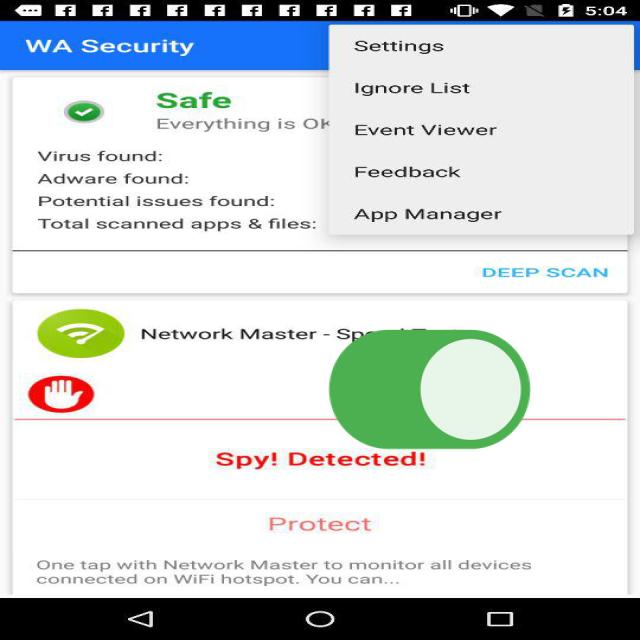 5:04
WA Security
Settings
Ignore List
Event Viewer
Feedback
App Manager
Safe
Everything is OK
Virus found:
Adware found:
Potential issues found:
Total scanned apps & files:
DEEP SCAN
Network Master -
Spy! Detected!
Protect
One tap with Network Master to monitor all devices
connected on WiFi hotspot. You can...